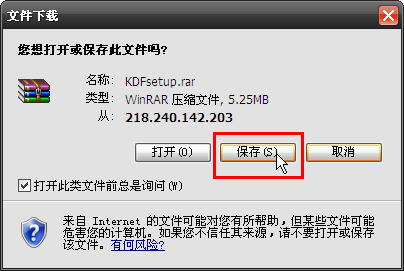 文件下载
您想打开或保存此文件吗?
名称: KDFsetup.rar
类型: WinRAR 压缩文件, 5.25MB
从: 218.240.142.203
打开(O) 保存(S) 取消
打开此类文件前总是询问(W)
来自 Internet 的文件可能对您有所帮助，但某些文件可能
危害您的计算机。如果您不信任其来源，请不要打开或保存
该文件。有何风险?